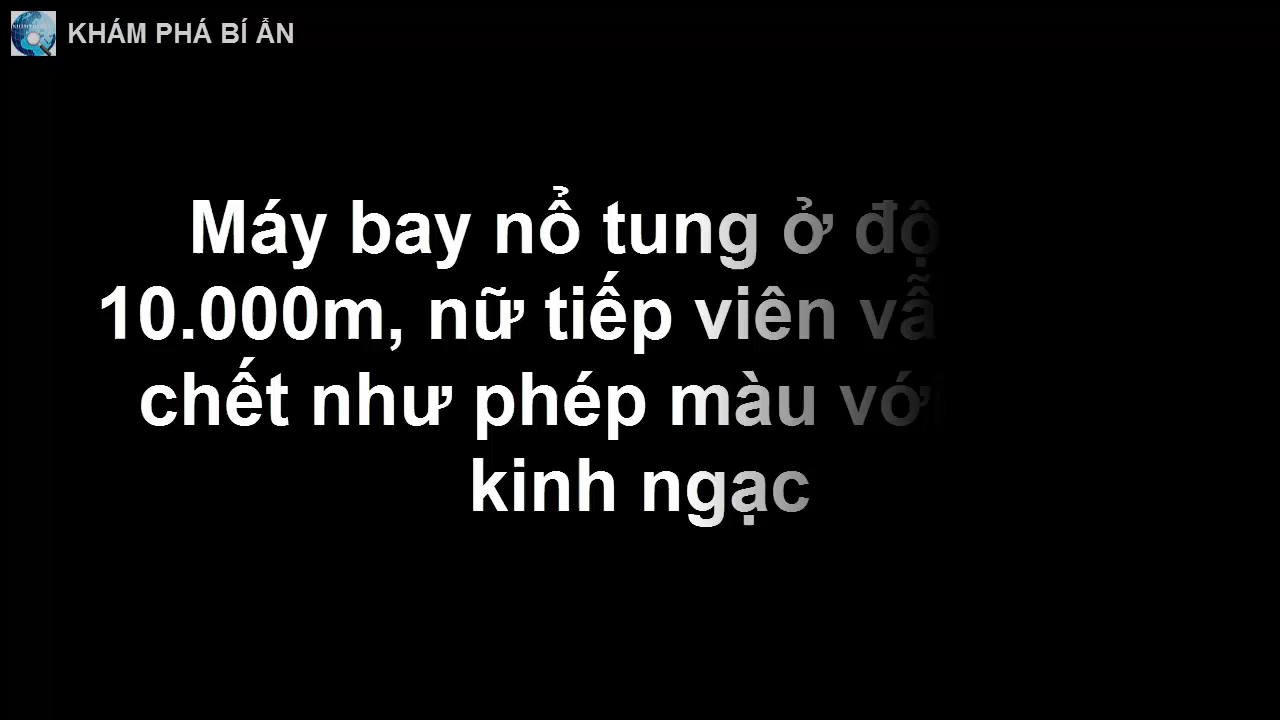 KHÁM PHÁ BÍ ẨN
Máy bay nổ tung ở độ
10.000m, nữ tiếp viên vẫ
chết như phép màu với
kinh ngạc